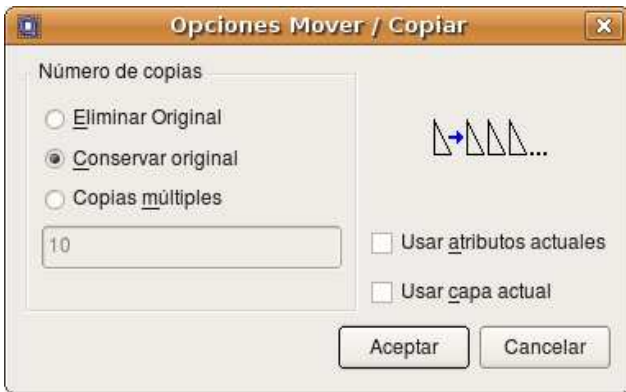 Opciones Mover / Copiar
Número de copias
Eliminar Original
Conservar original
Copias múltiples
10
Usar atributos actuales
Usar capa actual
Aceptar
Cancelar